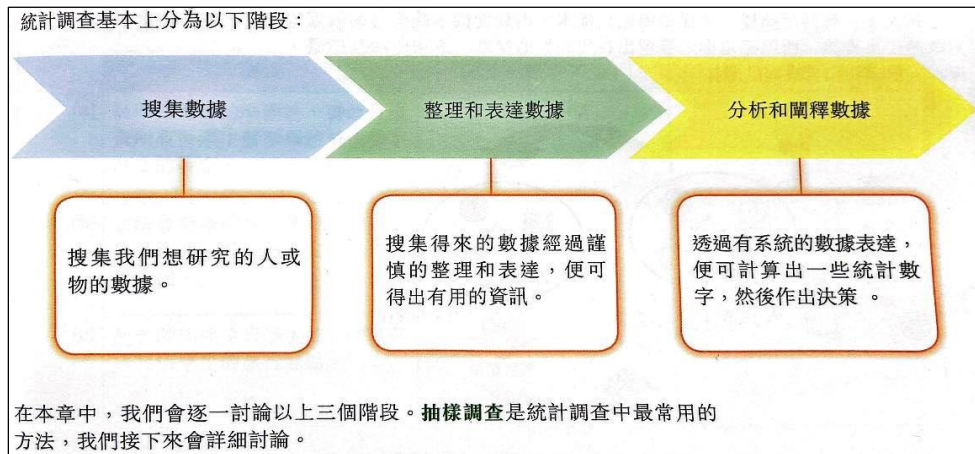 統計調查基本上分為以下階段：
搜集數據
整理和表達數據
分析和闡釋數據
搜集我們想研究的人或
物的數據。
搜集得來的數據經過謹
慎的整理和表達，便可
得出有用的資訊。
透過有系統的數據表達，
便可計算出一些統計數
字，然後作出決策 。
在本章中，我們會逐一討論以上三個階段。抽樣調查是統計調查中最常用的
方法，我們接下來會詳細討論。